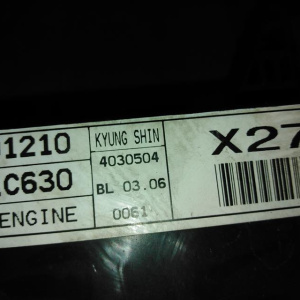 1210
C630
ENGINE
KYUNG SHIN
4030504
BL 03.06
0061
X27